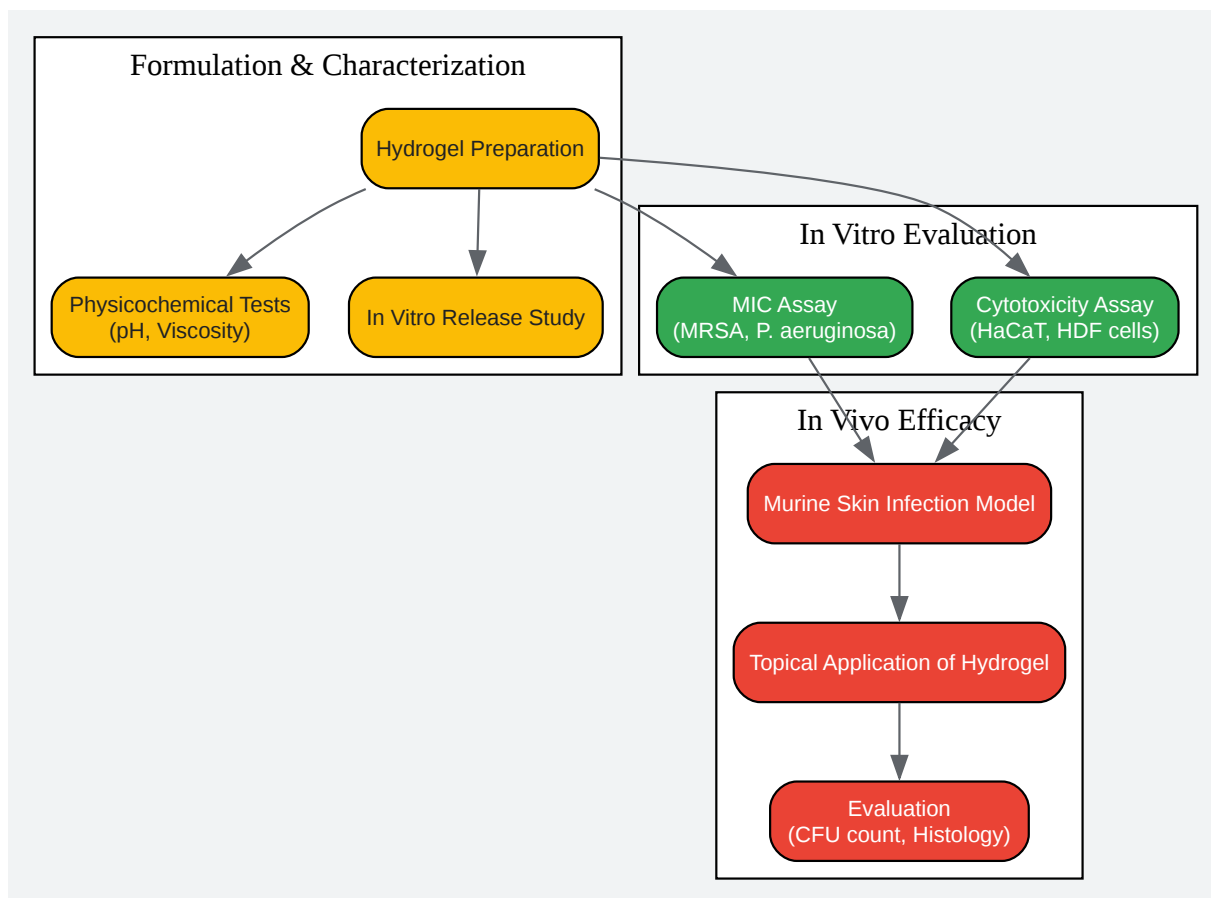 Formulation & Characterization
Hydrogel Preparation
Physicochemical Tests
(pH, Viscosity)
In Vitro Release Study
In Vitro Evaluation
MIC Assay
(MRSA, P. aeruginosa)
Cytotoxicity Assay
(HaCaT, HDF cells)
In Vivo Efficacy
Murine Skin Infection Model
Topical Application of Hydrogel
Evaluation
(CFU count, Histology)